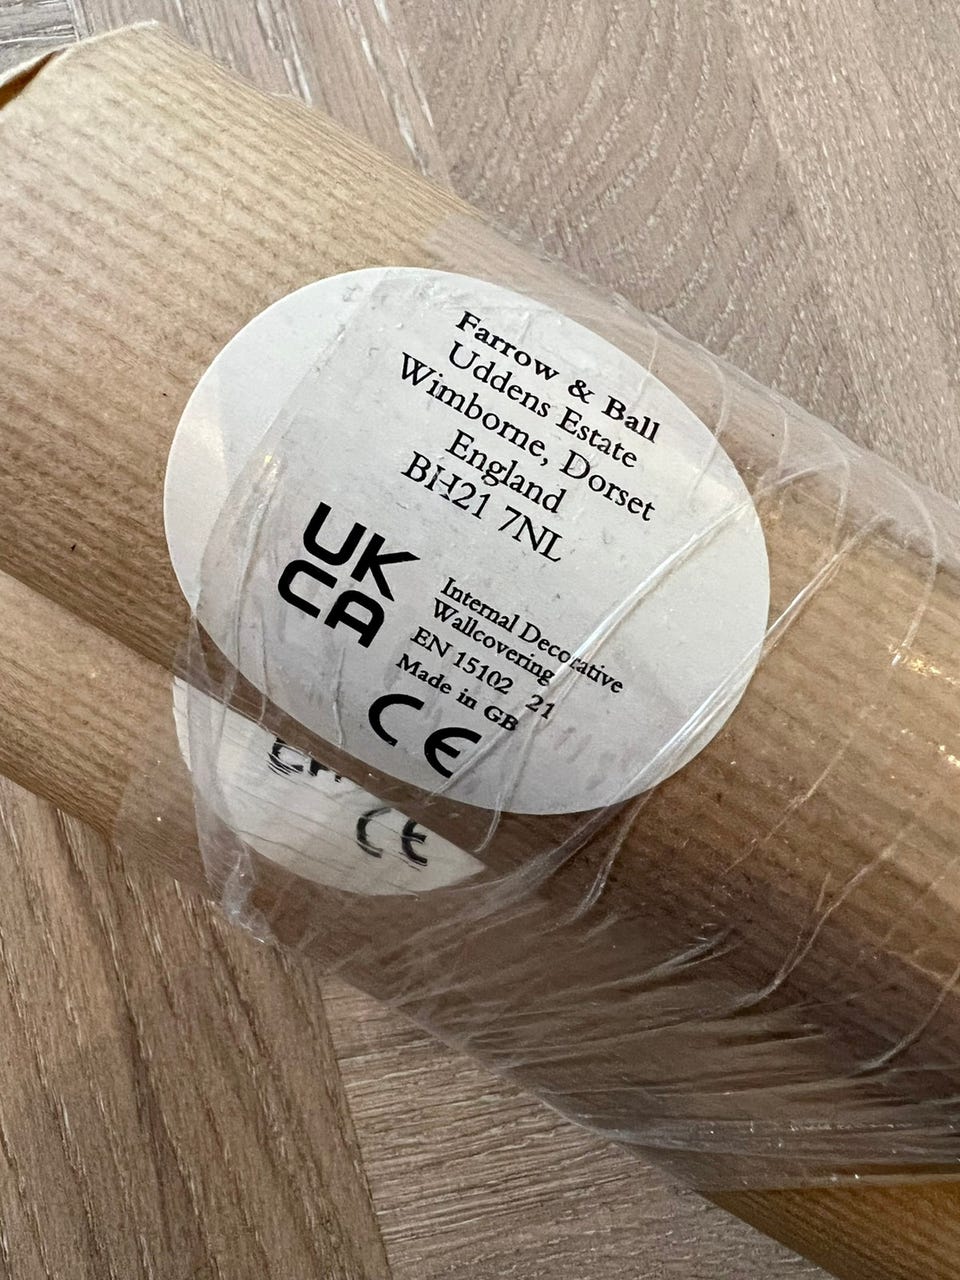 Farrow & Ball
Uddens Estate
Wimborne, Dorset
England
BH21 7NL
UK
CA
Internal Decorative
Wallcovering
EN 15102 21
Made in GB
CE
CA
CE